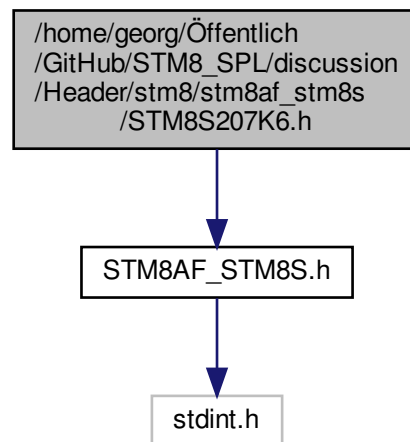 /home/georg/Öffentlich
/GitHub/STM8_SPL/discussion
/Header/stm8/stm8af_stm8s
/STM8S207K6.h
STM8AF_STM8S.h
stdint.h